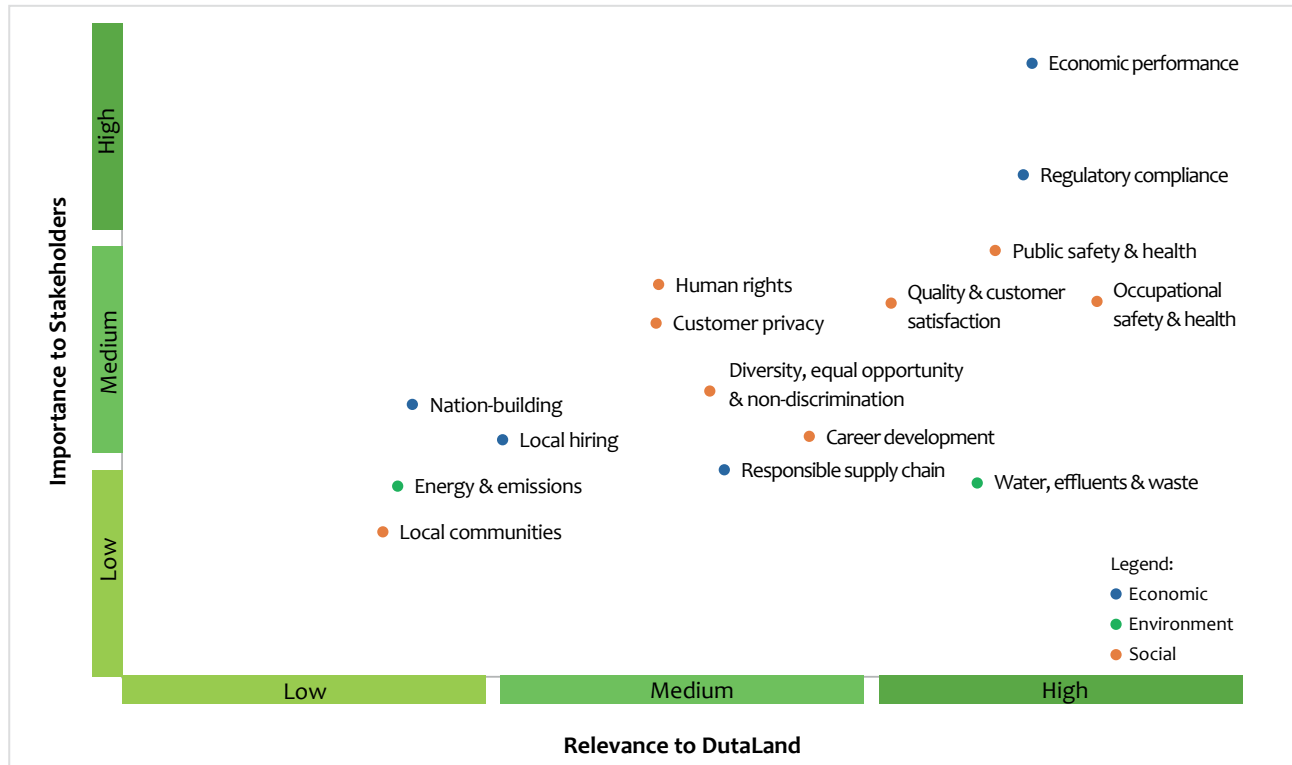 Importance to Stakeholders
High
Medium
Low
Economic performance
Regulatory compliance
Public safety & health
Human rights
Quality & customer
satisfaction
Occupational
safety & health
Customer privacy
Diversity, equal opportunity
& non-discrimination
Nation-building
Career development
Local hiring
Responsible supply chain
Energy & emissions
Water, effluents & waste
Local communities
Legend:
Economic
Environment
Social
Low
Medium
High
Relevance to DutaLand